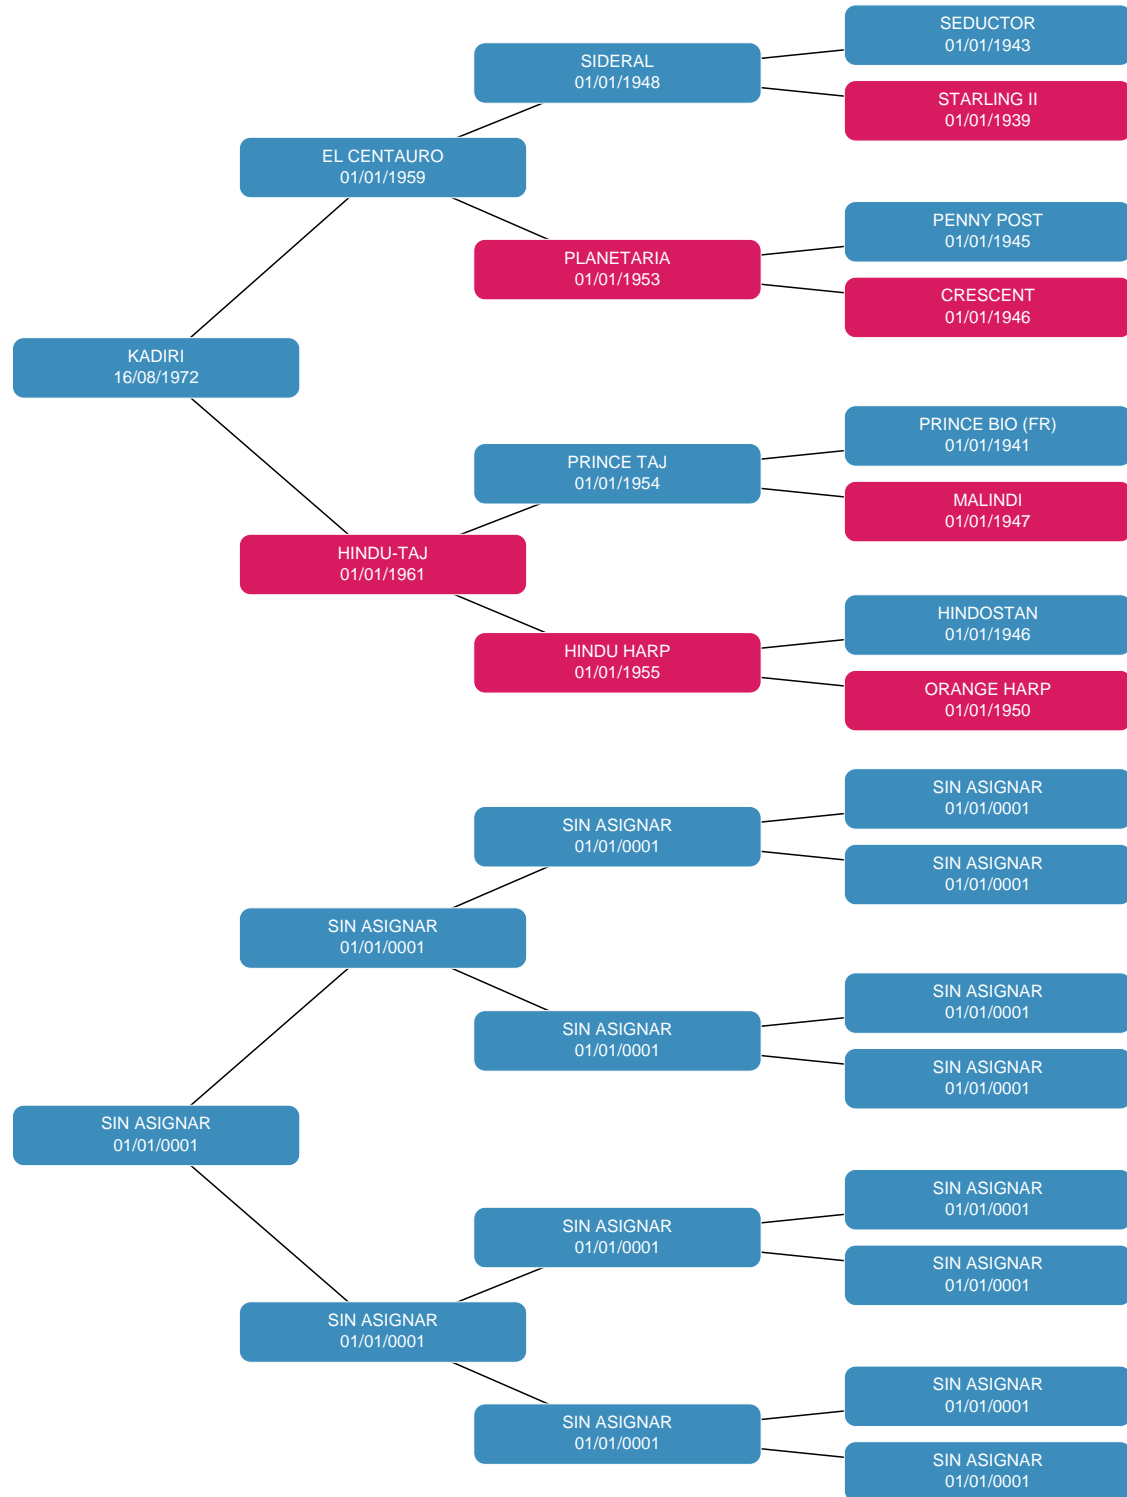 SEDUCTOR
01/01/1943
SIDERAL
01/01/1948
STARLING II
01/01/1939
EL CENTAURO
01/01/1959
PENNY POST
01/01/1945
PLANETARIA
01/01/1953
CRESCENT
01/01/1946
KADIRI
16/08/1972
PRINCE BIO (FR)
01/01/1941
PRINCE TAJ
01/01/1954
MALINDI
01/01/1947
HINDU-TAJ
01/01/1961
HINDOSTAN
01/01/1946
HINDU HARP
01/01/1955
ORANGE HARP
01/01/1950
SIN ASIGNAR
01/01/0001
SIN ASIGNAR
01/01/0001
SIN ASIGNAR
01/01/0001
SIN ASIGNAR
01/01/0001
SIN ASIGNAR
01/01/0001
SIN ASIGNAR
01/01/0001
SIN ASIGNAR
01/01/0001
SIN ASIGNAR
01/01/0001
SIN ASIGNAR
01/01/0001
SIN ASIGNAR
01/01/0001
SIN ASIGNAR
01/01/0001
SIN ASIGNAR
01/01/0001
SIN ASIGNAR
01/01/0001
SIN ASIGNAR
01/01/0001
SIN ASIGNAR
01/01/0001